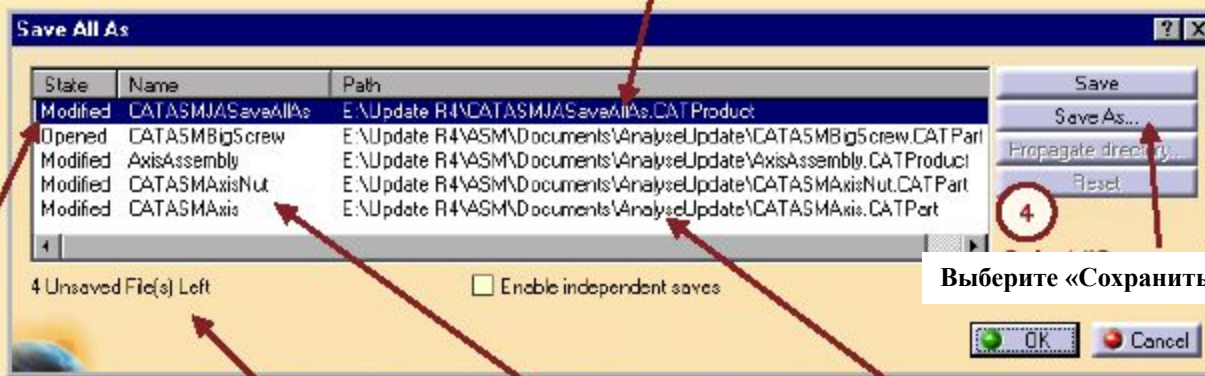 Save All As
State Name Path Save
Modified CATASMJASaveAllAs E:\Update R4\CATASMJASaveAllAs.CATProduct Save As...
Opened CATASMBigScrew E:\Update R4\ASM\Documents\AnalyseUpdate\CATASMBigScrew.CATPart
Modified AxisAssembly E:\Update R4\ASM\Documents\AnalyseUpdate\AxisAssembly.CATProduct Propagate directory...
Modified CATASMAxisNut E:\Update R4\ASM\Documents\AnalyseUpdate\CATASMAxisNut.CATPart Reset
Modified CATASMAxis E:\Update R4\ASM\Documents\AnalyseUpdate\CATASMAxis.CATPart
4
4 Unsaved File(s) Left Enable independent saves Выберите «Сохранить
OK Cancel